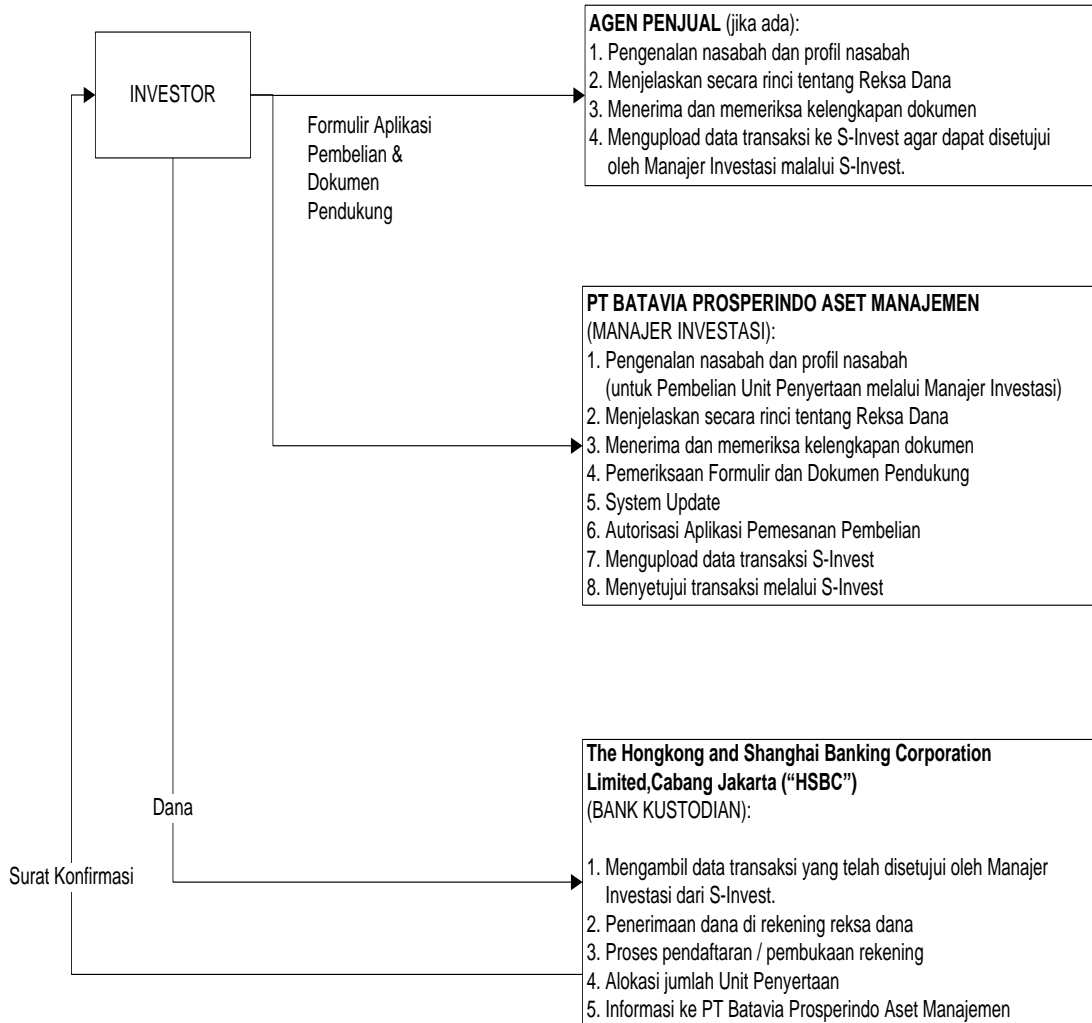 AGEN PENJUAL (jika ada):
1. Pengenalan nasabah dan profil nasabah
2. Menjelaskan secara rinci tentang Reksa Dana
3. Menerima dan memeriksa kelengkapan dokumen
4. Mengupload data transaksi ke S-Invest agar dapat disetujui
oleh Manajer Investasi malalui S-Invest.
INVESTOR
Formulir Aplikasi
Pembelian &
Dokumen
Pendukung
PT BATAVIA PROSPERINDO ASET MANAJEMEN
(MANAJER INVESTASI):
1. Pengenalan nasabah dan profil nasabah
(untuk Pembelian Unit Penyertaan melalui Manajer Investasi)
2. Menjelaskan secara rinci tentang Reksa Dana
3. Menerima dan memeriksa kelengkapan dokumen
4. Pemeriksaan Formulir dan Dokumen Pendukung
5. System Update
6. Autorisasi Aplikasi Pemesanan Pembelian
7. Mengupload data transaksi S-Invest
8. Menyetujui transaksi melalui S-Invest
Dana
Surat Konfirmasi
The Hongkong and Shanghai Banking Corporation
Limited,Cabang Jakarta (“HSBC”)
(BANK KUSTODIAN):
1. Mengambil data transaksi yang telah disetujui oleh Manajer
Investasi dari S-Invest.
2. Penerimaan dana di rekening reksa dana
3. Proses pendaftaran / pembukaan rekening
4. Alokasi jumlah Unit Penyertaan
5. Informasi ke PT Batavia Prosperindo Aset Manajemen